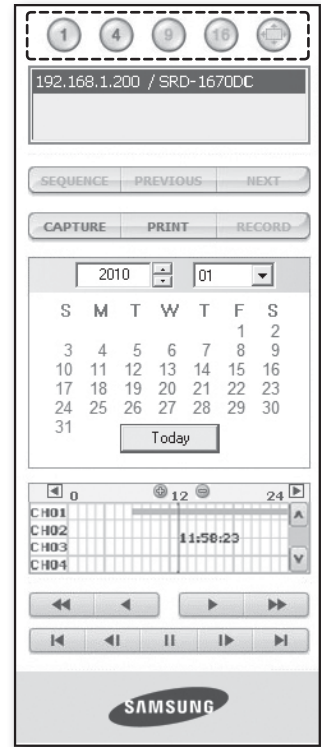 1 4 9 16
192.168.1.200 / SRD-1670DC
SEQUENCE PREVIOUS NEXT
CAPTURE PRINT RECORD
2010 01
S M T W T F S
1 2
3 4 5 6 7 8 9
10 11 12 13 14 15 16
17 18 19 20 21 22 23
24 25 26 27 28 29 30
31
Today
0 12 24
CH01
CH02
11:58:23
CH03
CH04
SAMSUNG